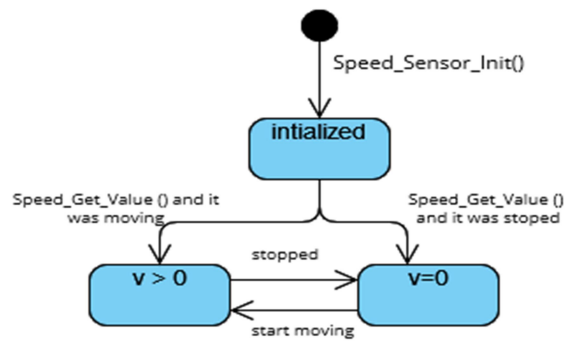 Speed_Sensor_Init()
intialized
Speed_Get_Value () and it
was moving
Speed_Get_Value ()
and it was stoped
v > 0
stopped
v=0
start moving